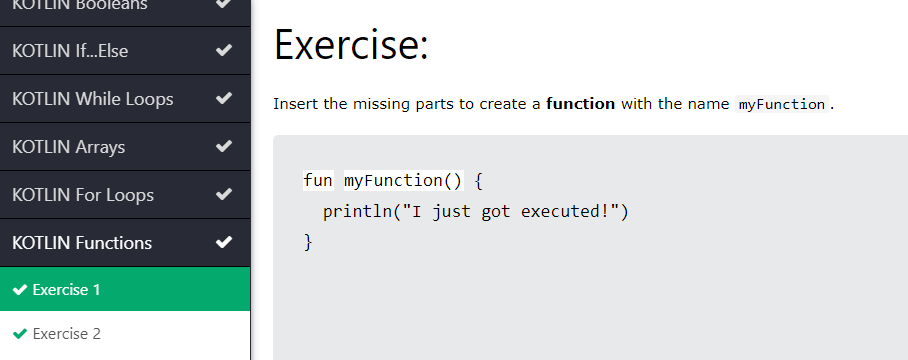 KOTLIN Booleans
KOTLIN If...Else
KOTLIN While Loops
KOTLIN Arrays
KOTLIN For Loops
KOTLIN Functions
Exercise 1
Exercise 2
Exercise:
Insert the missing parts to create a function with the name myFunction.
fun myFunction() {
  println("I just got executed!")
}